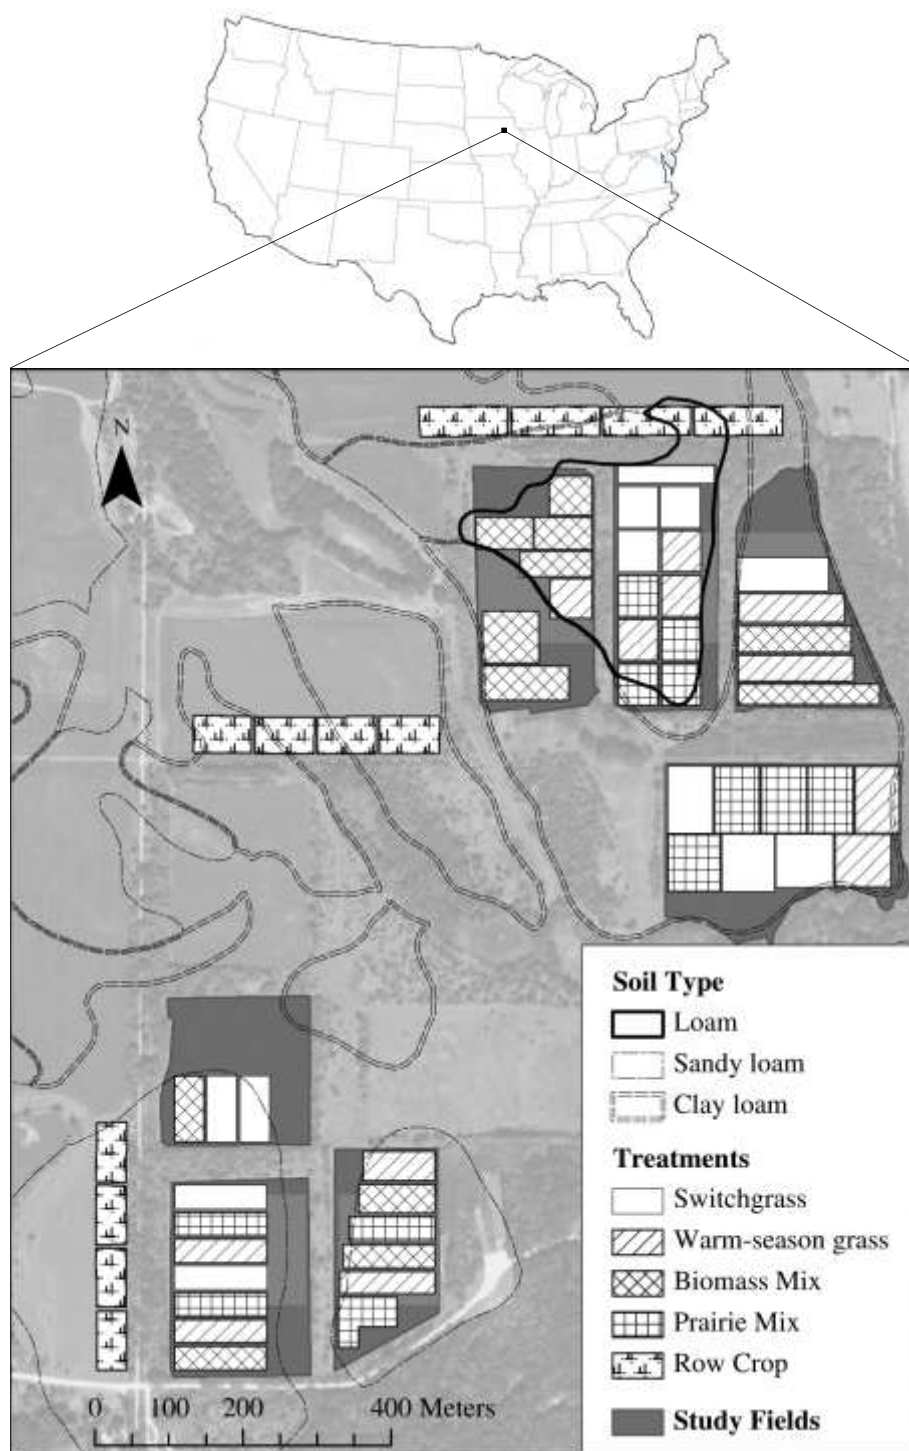 N
Soil Type
Loam
Sandy loam
Clay loam
Treatments
Switchgrass
Warm-season grass
Biomass Mix
Prairie Mix
Row Crop
Study Fields
0 100 200 400 Meters